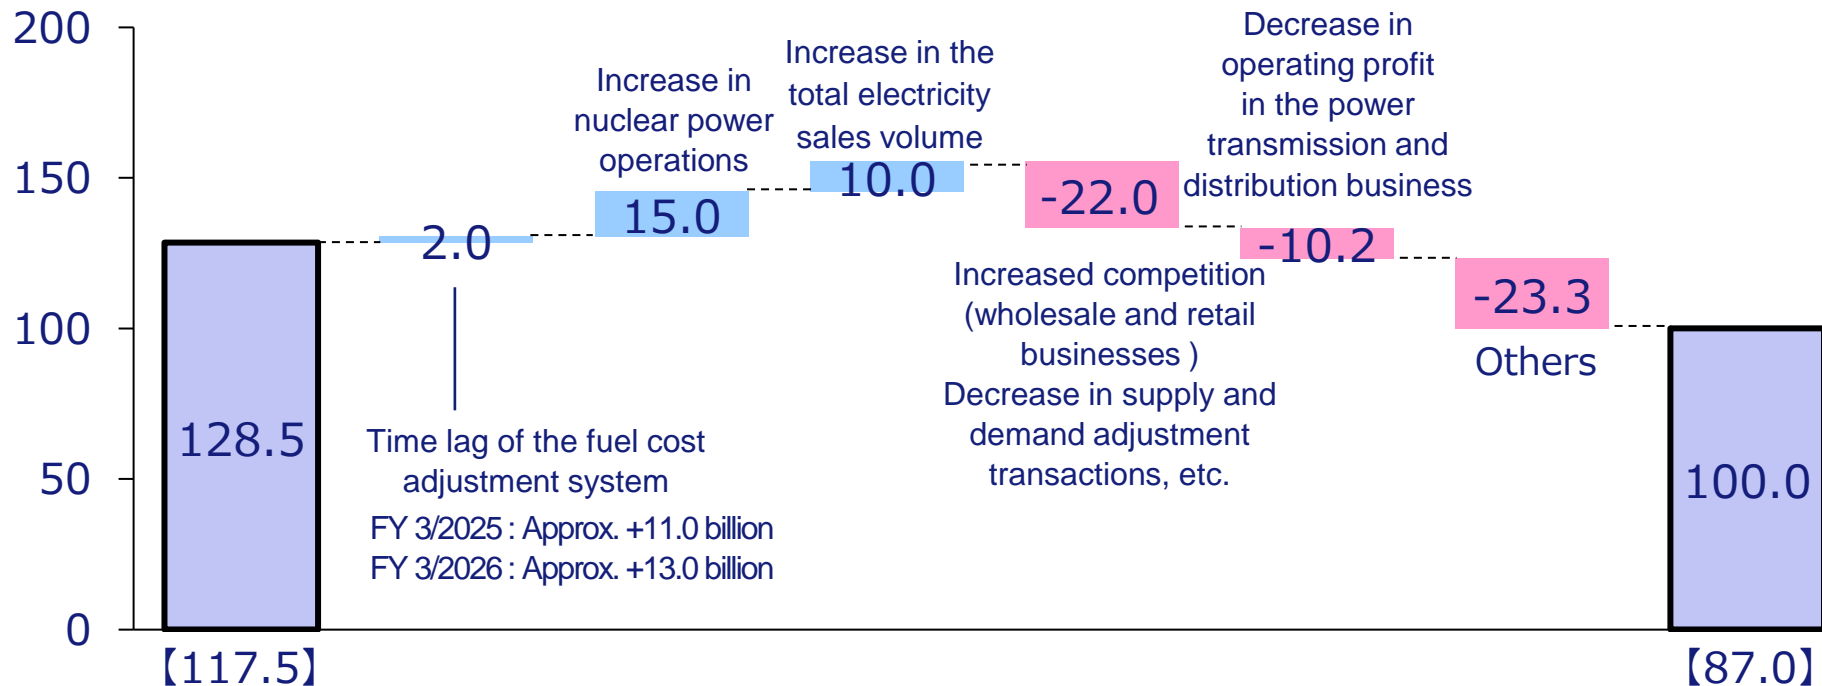 200
150
100
50
0
128.5
【117.5】
2.0
Time lag of the fuel cost
adjustment system
FY 3/2025 : Approx. +11.0 billion
FY 3/2026 : Approx. +13.0 billion
Increase in
nuclear power
operations
15.0
Increase in the
total electricity
sales volume
10.0
-22.0
Increased competition
(wholesale and retail
businesses )
Decrease in supply and
demand adjustment
transactions, etc.
Decrease in
operating profit
in the power
transmission and
distribution business
-10.2
-23.3
Others
100.0
【87.0】